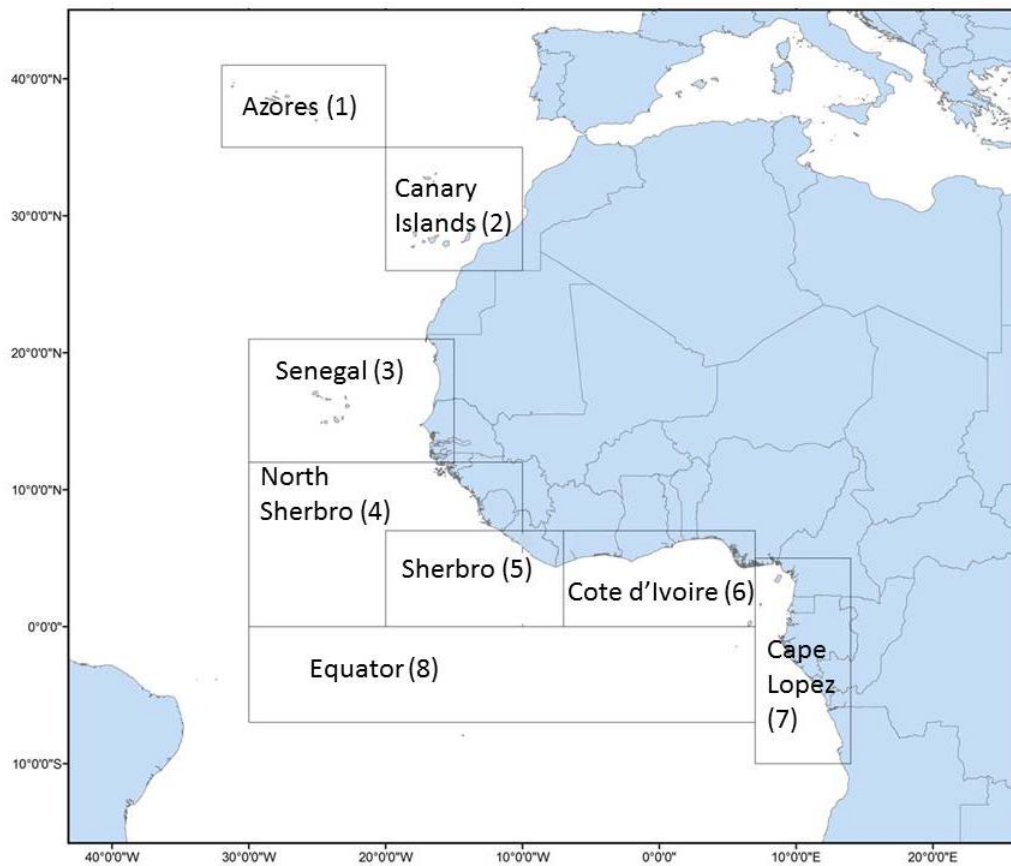 40°0'0"N
Azores (1)
Canary
Islands (2)
30°0'0"N
20°0'0"N
Senegal (3)
North
Sherbro (4)
10°0'0"N
Sherbro (5)
Cote d'Ivoire (6)
0°0'0"
Equator (8)
Cape
Lopez
(7)
10°0'0"S
40°0'0"W 30°0'0"W 20°0'0"W 10°0'0"W 0°0'0" 10°0'0"E 20°0'0"E